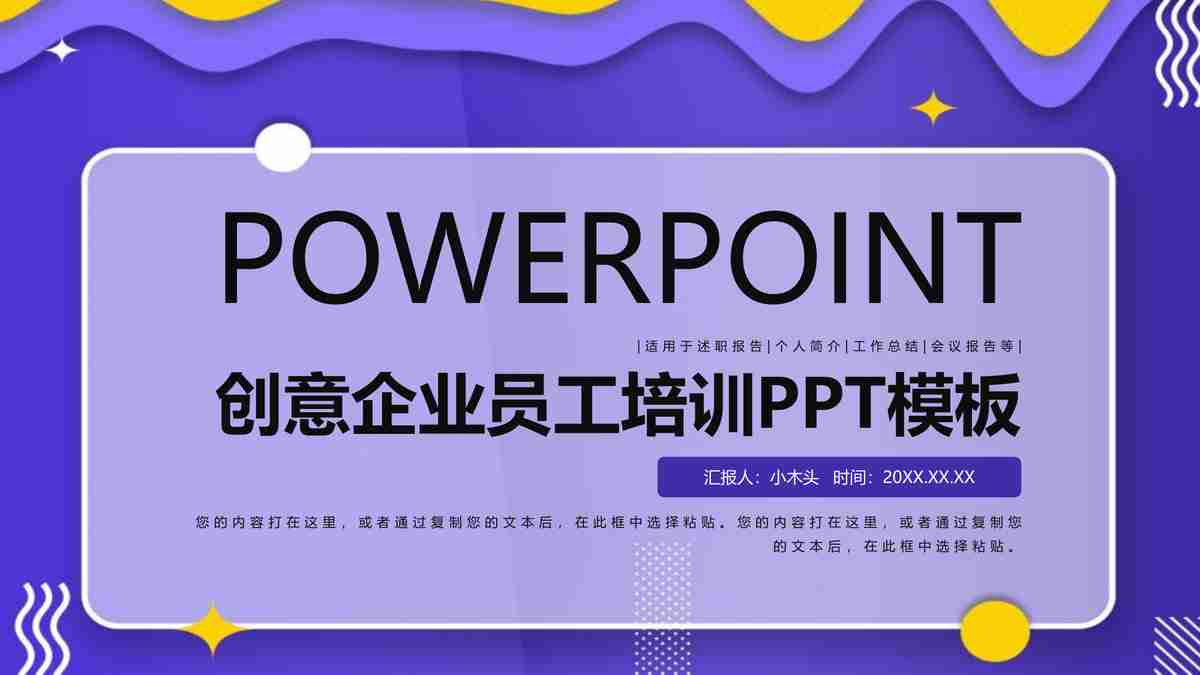 POWERPOINT
|适用于述职报告|个人简介|工作总结|会议报告等|
创意企业员工培训PPT模板
汇报人：小木头 时间：20XX.XX.XX
您的内容打在这里，或者通过复制您的文本后，在此框中选择粘贴。您的内容打在这里，或者通过复制您
的文本后，在此框中选择粘贴。